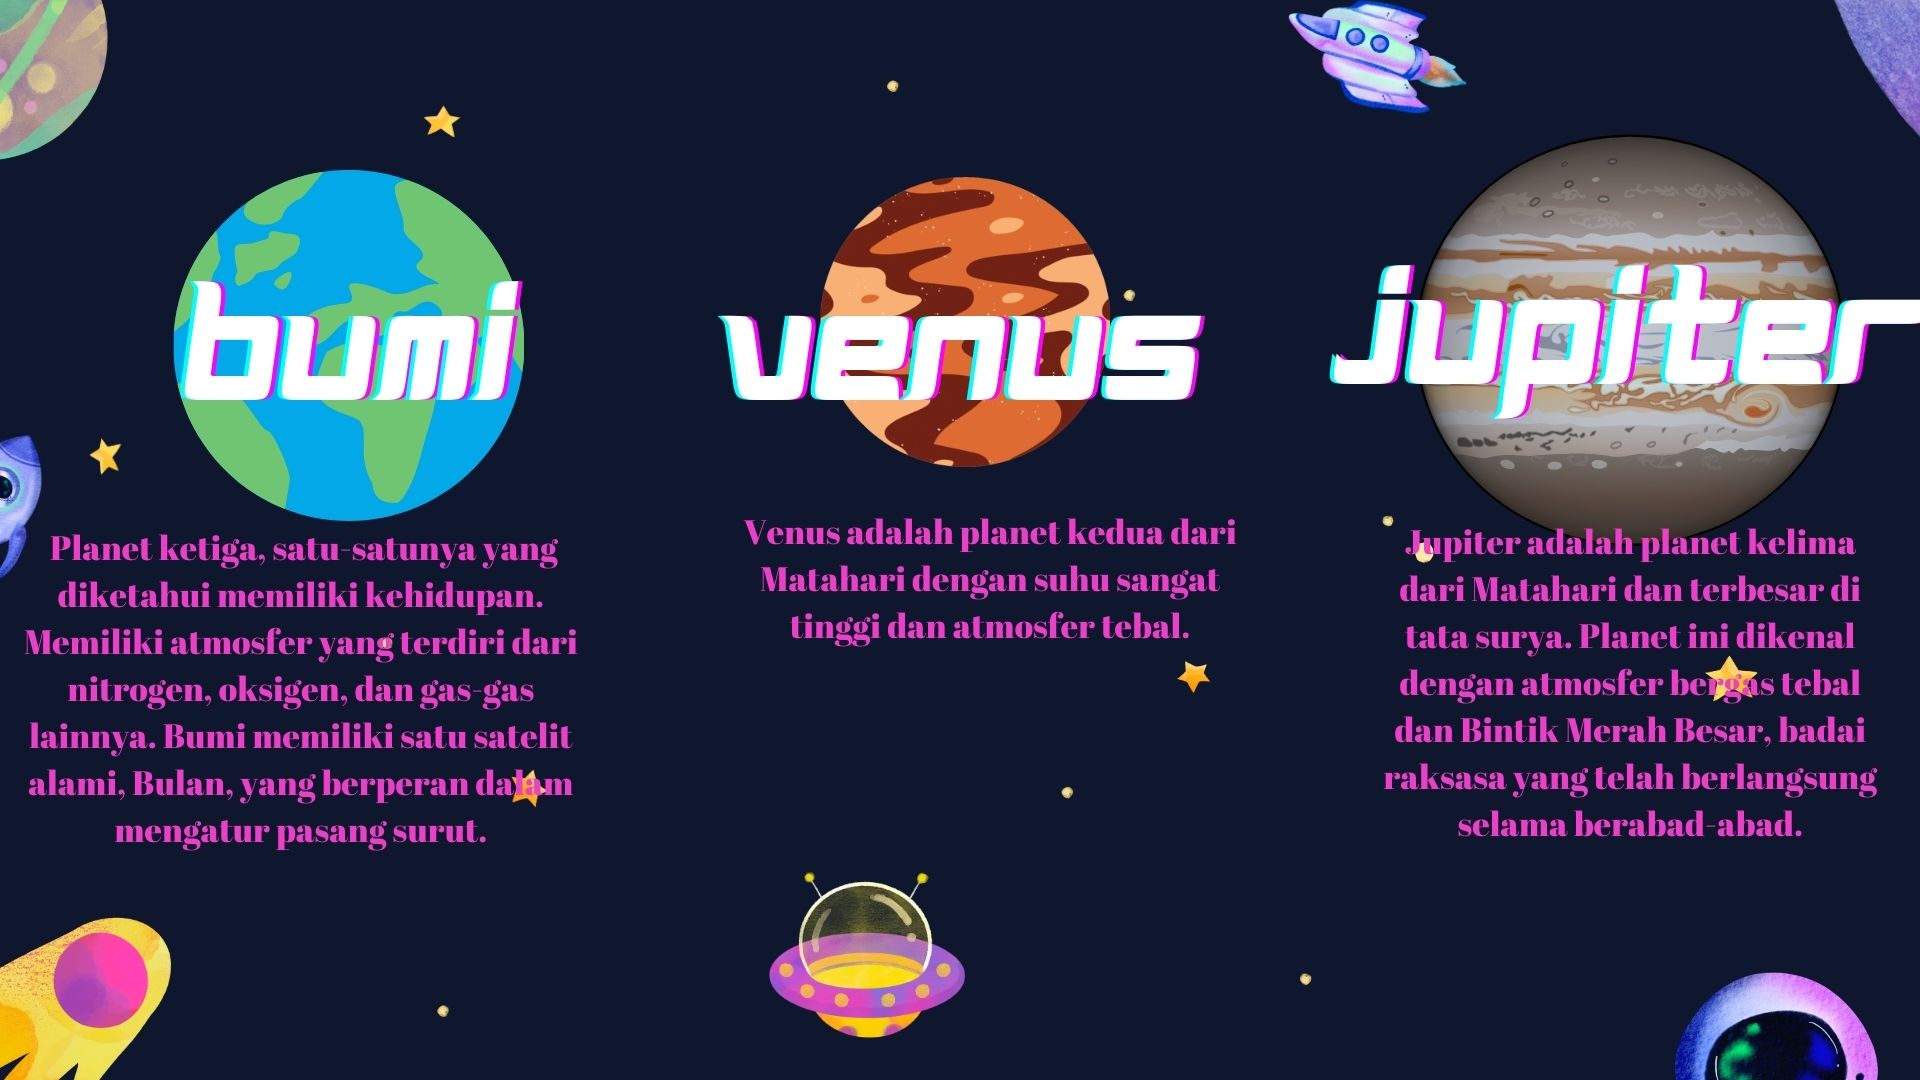 bumi
Planet ketiga, satu-satunya yang
diketahui memiliki kehidupan.
Memiliki atmosfer yang terdiri dari
nitrogen, oksigen, dan gas-gas
lainnya. Bumi memiliki satu satelit
alami, Bulan, yang berperan dalam
mengatur pasang surut.
venus
Venus adalah planet kedua dari
Matahari dengan suhu sangat
tinggi dan atmosfer tebal.
jupiter
Jupiter adalah planet kelima
dari Matahari dan terbesar di
tata surya. Planet ini dikenal
dengan atmosfer bergas tebal
dan Bintik Merah Besar, badai
raksasa yang telah berlangsung
selama berabad-abad.